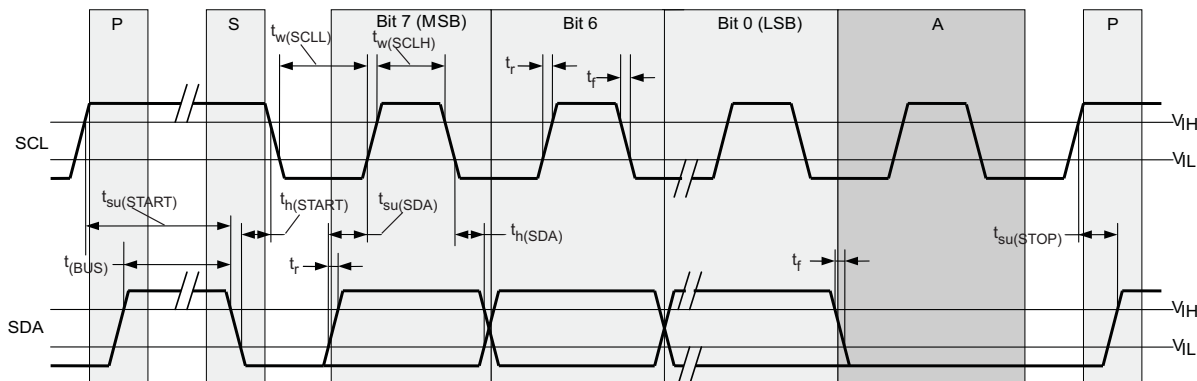 P
S
Bit 7 (MSB)
Bit 6
Bit 0 (LSB)
A
P
tw(SCLL)
tw(SCLH)
tr
tf
VIH
SCL
VIL
tsu(START)
th(START)
tsu(SDA)
th(SDA)
tsu(STOP)
t(BUS)
tr
tf
VIH
SDA
VIL